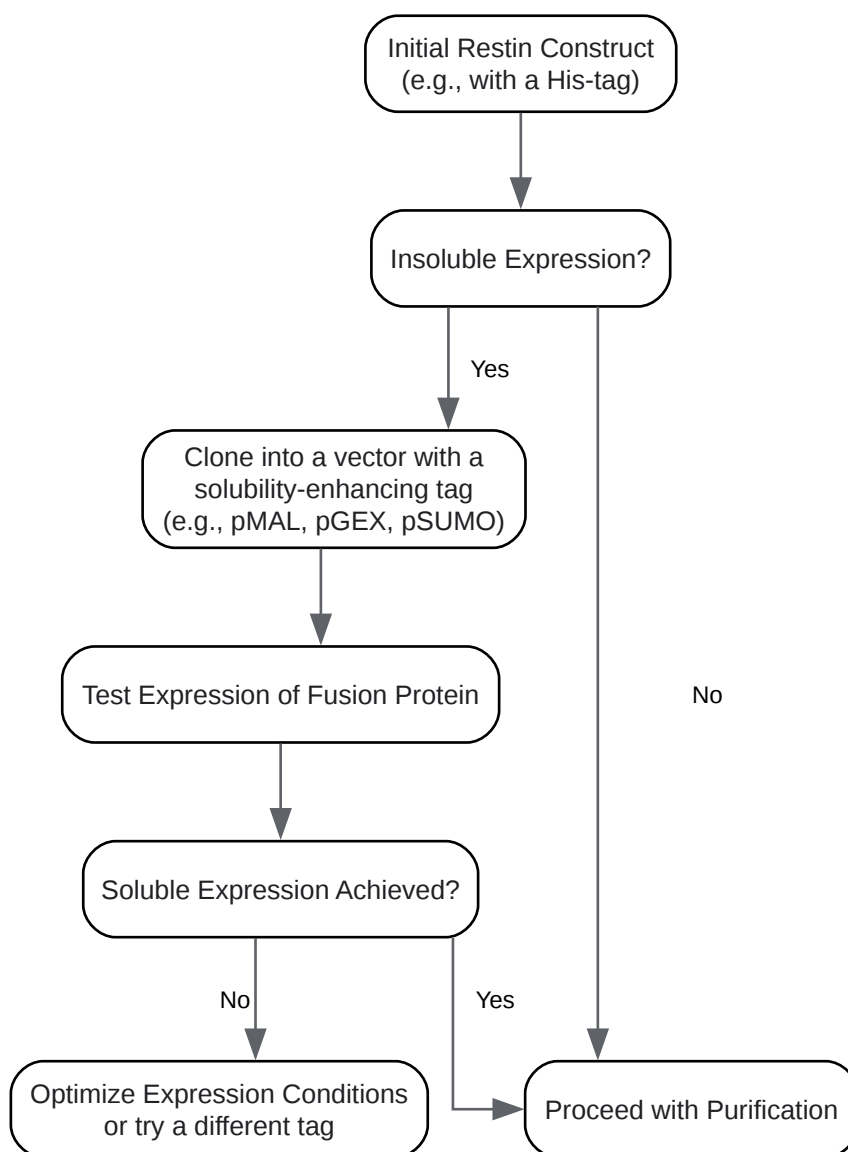 Initial Restin Construct
(e.g., with a His-tag)
Insoluble Expression?
Yes
Clone into a vector with a
solubility-enhancing tag
(e.g., pMAL, pGEX, pSUMO)
Test Expression of Fusion Protein
No
Soluble Expression Achieved?
No
Yes
Optimize Expression Conditions
or try a different tag
Proceed with Purification